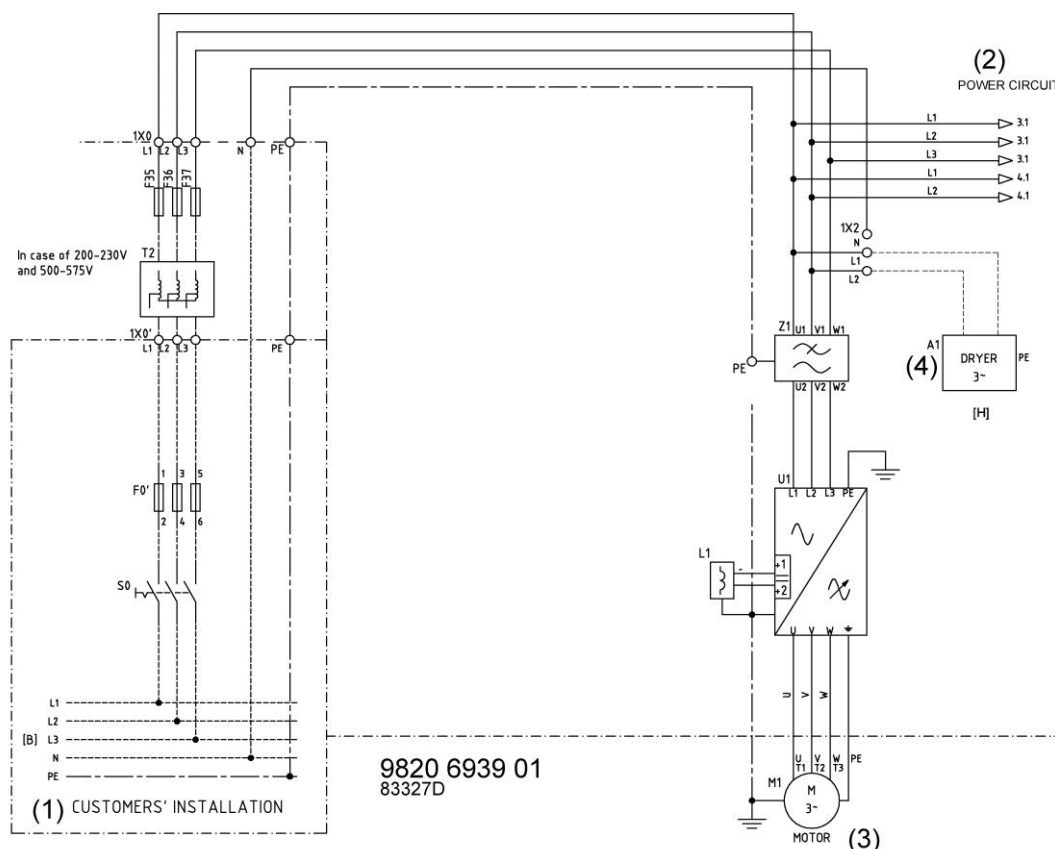 (2)
POWER CIRCUIT
L1 3.1
L2 3.1
L3 3.1
L1 4.1
L2 4.1
1X0
L1 L2 L3 N PE
F35 F36 F37
In case of 200-230V
and 500-575V
T2
1X0'
L1 L2 L3 PE
1X2
N
L1
L2
Z1 U1 V1 W1
PE
U2 V2 W2
A1
(4) DRYER PE
3~
[H]
1 3 5
F0'
2 4 6
S0
U1
L1 L2 L3 PE
L1
-
+1
+2
U V W
U V W
L1
L2
[B] L3
N
PE
(1) CUSTOMERS' INSTALLATION
9820 6939 01
83327D
U V W PE
T1 T2 T3
M1
M
3~
MOTOR (3)